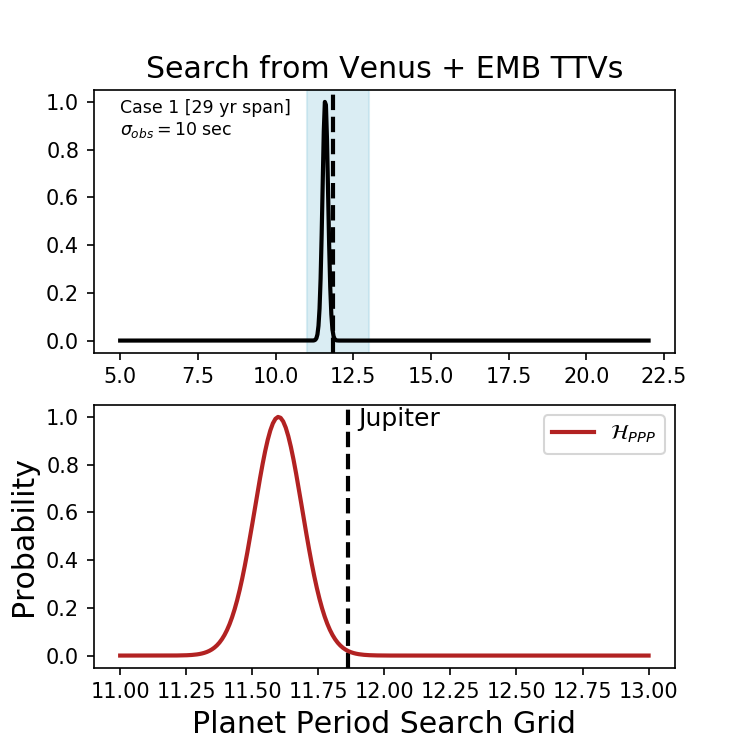 Search from Venus + EMB TTVs
Case 1 [29 yr span]
σ_obs = 10 sec
1.0
0.8
0.6
0.4
0.2
0.0
5.0 7.5 10.0 12.5 15.0 17.5 20.0 22.5
Jupiter
ℋ_PPP
Probability
1.0
0.8
0.6
0.4
0.2
0.0
11.00 11.25 11.50 11.75 12.00 12.25 12.50 12.75 13.00
Planet Period Search Grid